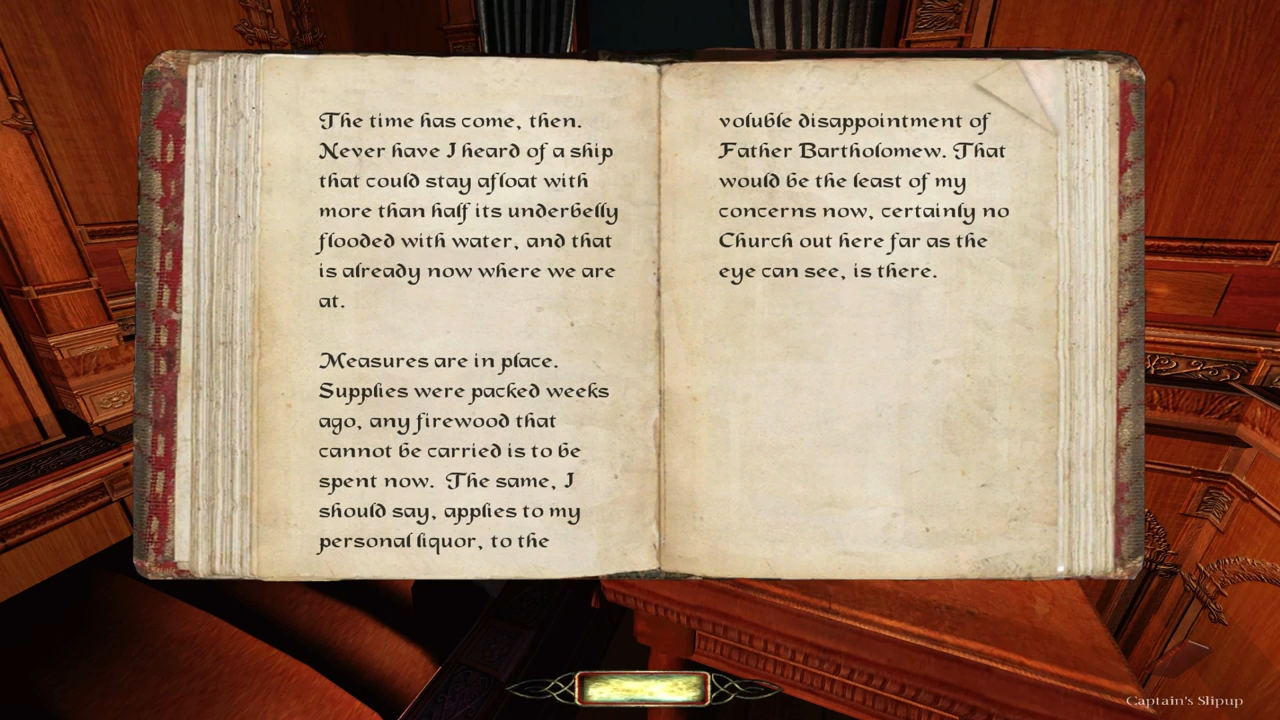 The time has come, then.
Never have I heard of a ship
that could stay afloat with
more than half its underbelly
flooded with water, and that
is already now where we are
at.
Measures are in place.
Supplies were packed weeks
ago, any firewood that
cannot be carried is to be
spent now. The same, I
should say, applies to my
personal liquor, to the
voluble disappointment of
Father Bartholomew. That
would be the least of my
concerns now, certainly no
Church out here far as the
eye can see, is there.
Captain's Slipup